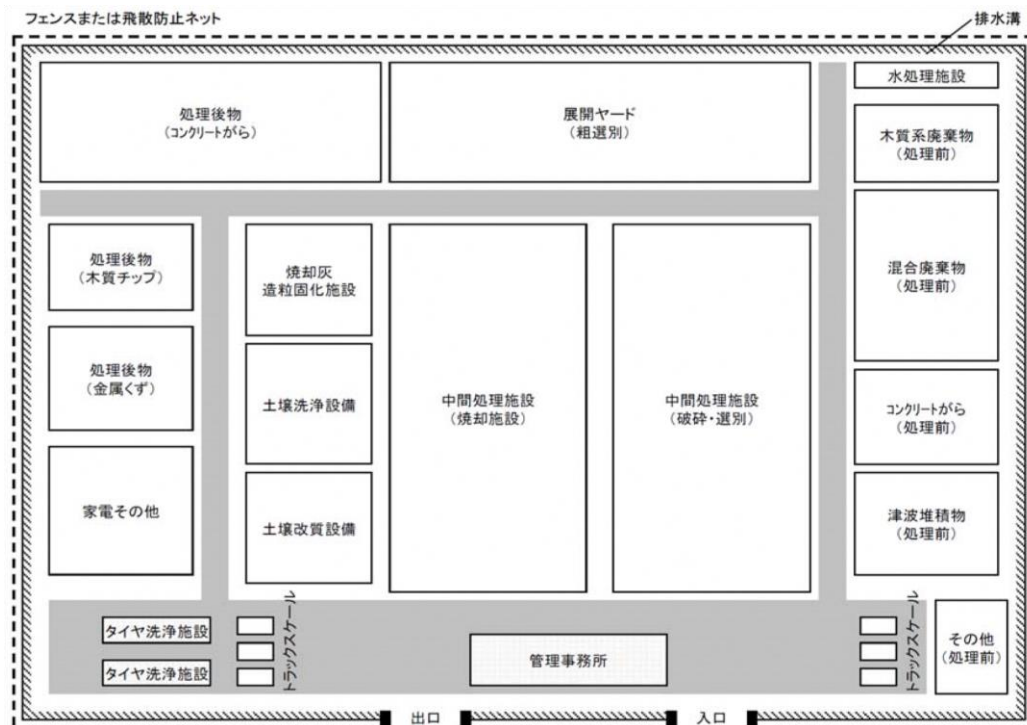 フェンスまたは飛散防止ネット
排水溝
処理後物
(コンクリートがら)
展開ヤード
(粗選別)
水処理施設
木質系廃棄物
(処理前)
処理後物
(木質チップ)
焼却灰
造粒固化施設
混合廃棄物
(処理前)
処理後物
(金属くず)
土壌洗浄設備
中間処理施設
(焼却施設)
中間処理施設
(破砕・選別)
コンクリートがら
(処理前)
家電その他
土壌改質設備
津波堆積物
(処理前)
タイヤ洗浄施設
タイヤ洗浄施設
トラックスケール
管理事務所
トラックスケール
その他
(処理前)
出口
入口